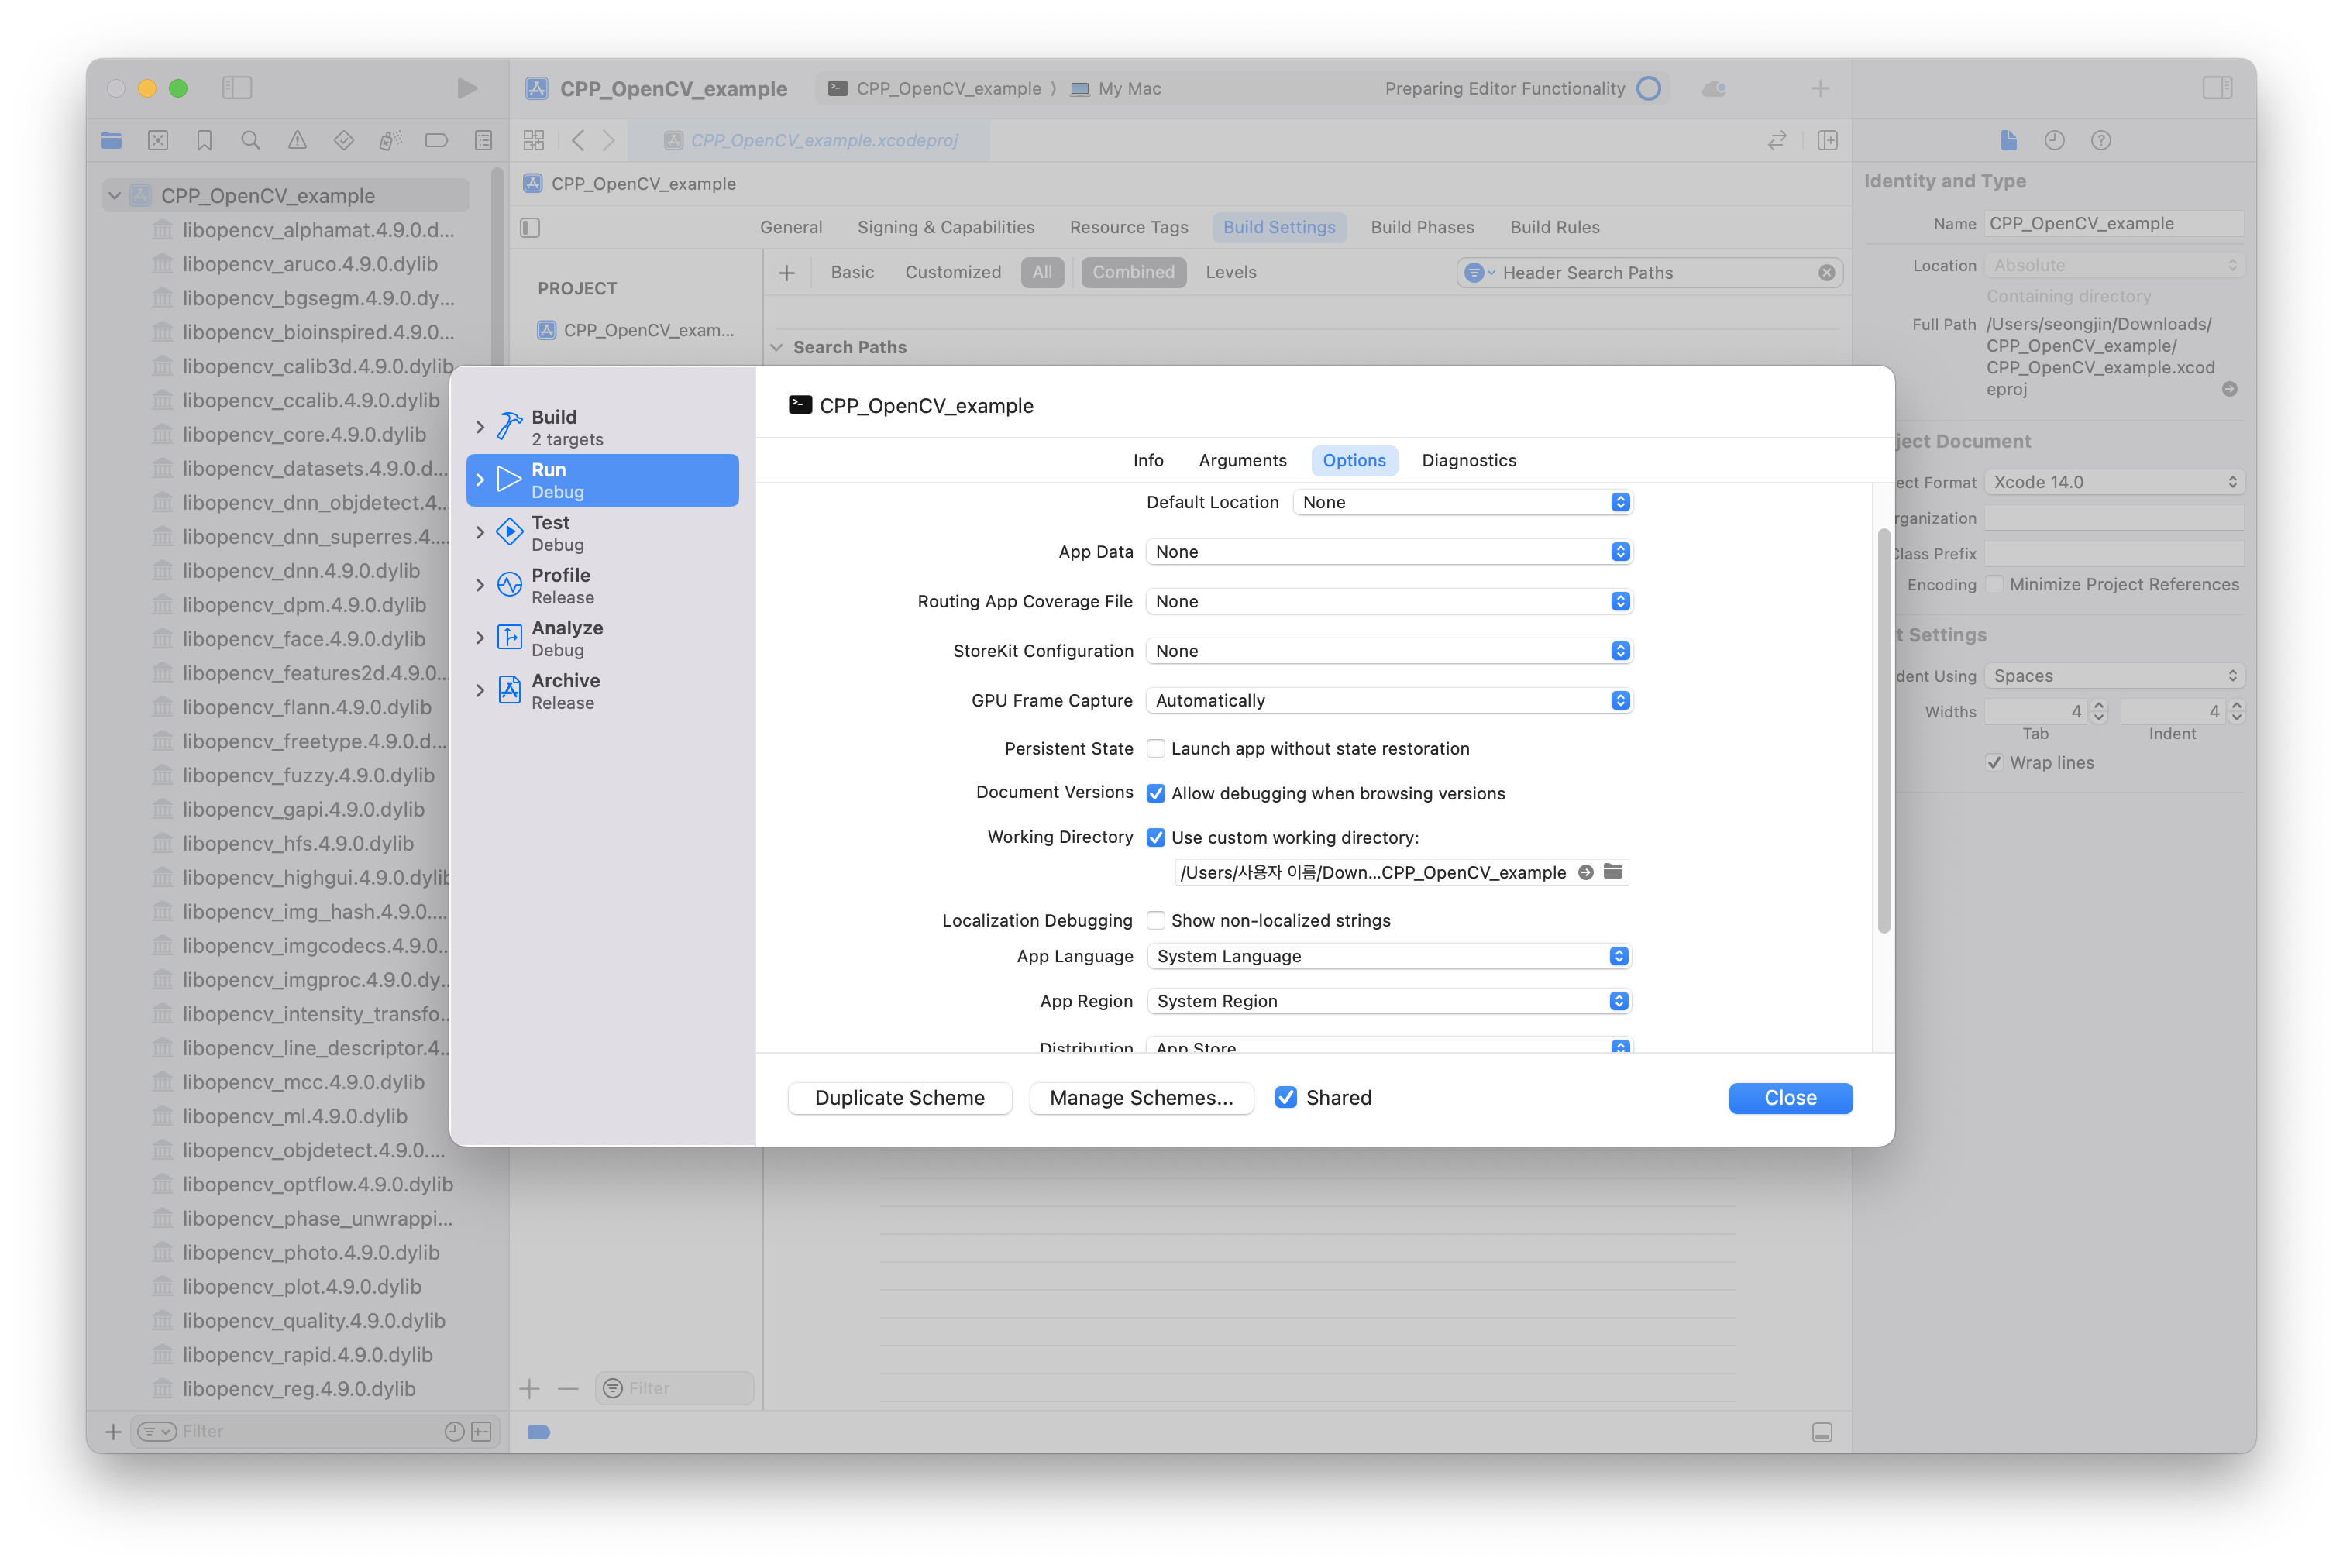 CPP_OpenCV_example
CPP_OpenCV_example 〉 My Mac
Preparing Editor Functionality
CPP_OpenCV_example.xcodeproj
CPP_OpenCV_example
libopencv_alphamat.4.9.0.d...
libopencv_aruco.4.9.0.dylib
libopencv_bgsegm.4.9.0.dy...
libopencv_bioinspired.4.9.0...
libopencv_calib3d.4.9.0.dylib
libopencv_ccalib.4.9.0.dylib
libopencv_core.4.9.0.dylib
libopencv_datasets.4.9.0.d...
libopencv_dnn_objdetect.4...
libopencv_dnn_superres.4....
libopencv_dnn.4.9.0.dylib
libopencv_dpm.4.9.0.dylib
libopencv_face.4.9.0.dylib
libopencv_features2d.4.9.0...
libopencv_flann.4.9.0.dylib
libopencv_freetype.4.9.0.d...
libopencv_fuzzy.4.9.0.dylib
libopencv_gapi.4.9.0.dylib
libopencv_hfs.4.9.0.dylib
libopencv_highgui.4.9.0.dylib
libopencv_img_hash.4.9.0....
libopencv_imgcodecs.4.9.0...
libopencv_imgproc.4.9.0.dy...
libopencv_intensity_transfo...
libopencv_line_descriptor.4...
libopencv_mcc.4.9.0.dylib
libopencv_ml.4.9.0.dylib
libopencv_objdetect.4.9.0....
libopencv_optflow.4.9.0.dylib
libopencv_phase_unwrappi...
libopencv_photo.4.9.0.dylib
libopencv_plot.4.9.0.dylib
libopencv_quality.4.9.0.dylib
libopencv_rapid.4.9.0.dylib
libopencv_reg.4.9.0.dylib
Filter
CPP_OpenCV_example
General Signing & Capabilities Resource Tags Build Settings Build Phases Build Rules
Basic Customized All Combined Levels
Header Search Paths
PROJECT
CPP_OpenCV_exam...
Search Paths
Filter
CPP_OpenCV_example
Build
2 targets
Run
Debug
Test
Debug
Profile
Release
Analyze
Debug
Archive
Release
Info Arguments Options Diagnostics
Default Location None
App Data None
Routing App Coverage File None
StoreKit Configuration None
GPU Frame Capture Automatically
Persistent State Launch app without state restoration
Document Versions Allow debugging when browsing versions
Working Directory Use custom working directory:
/Users/사용자 이름/Down...CPP_OpenCV_example
Localization Debugging Show non-localized strings
App Language System Language
App Region System Region
Distribution App Store
Duplicate Scheme Manage Schemes... Shared Close
Identity and Type
Name CPP_OpenCV_example
Location Absolute
Containing directory
Full Path /Users/seongjin/Downloads/
CPP_OpenCV_example/
CPP_OpenCV_example.xcod
eproj
ject Document
ect Format Xcode 14.0
rganization
Class Prefix
Encoding Minimize Project References
t Settings
dent Using Spaces
Widths 4 4
Tab Indent
Wrap lines